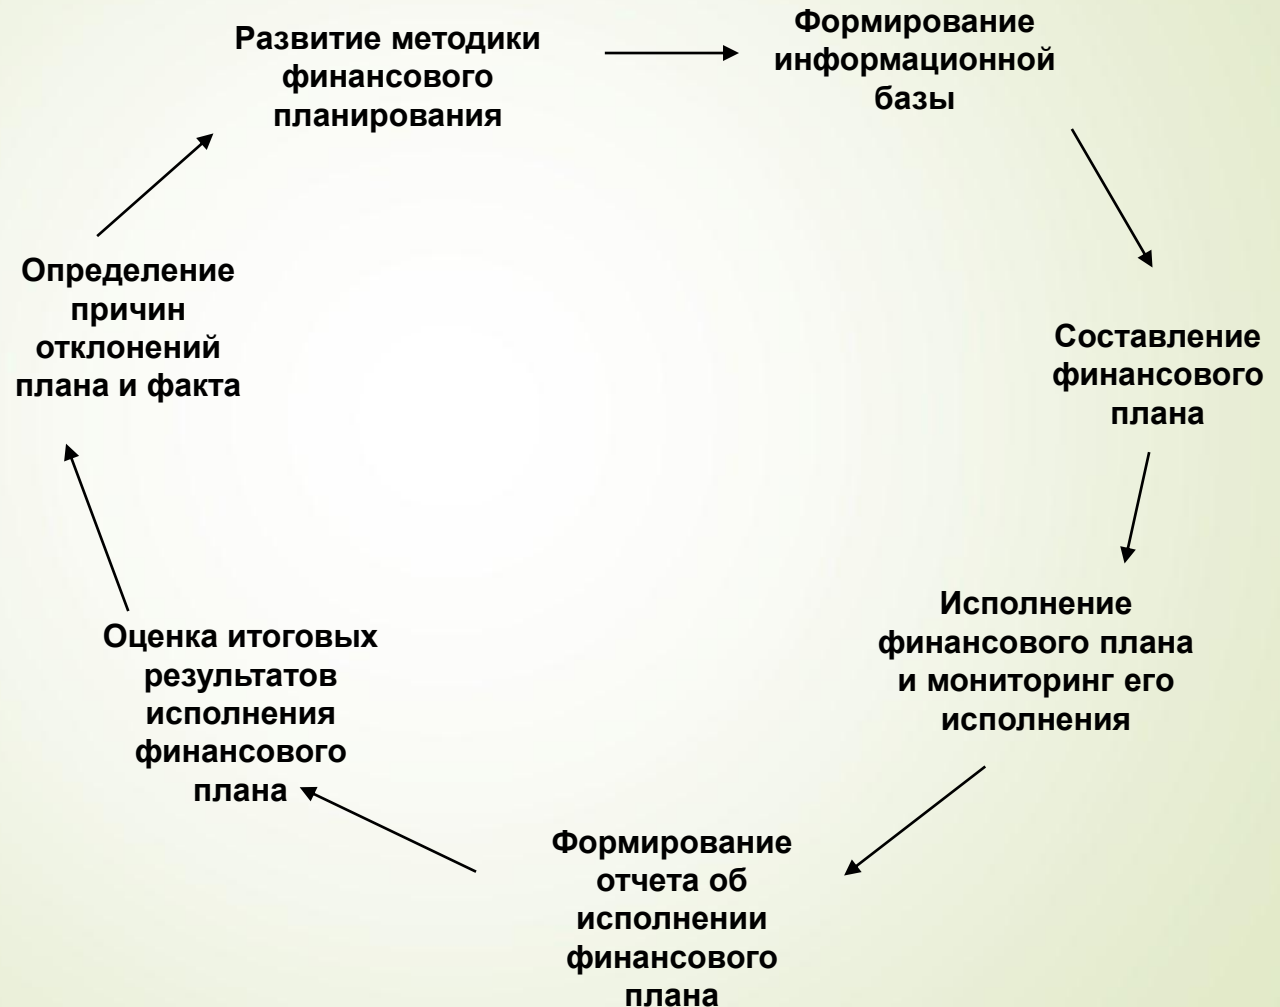 Развитие методики
финансового
планирования
Формирование
информационной
базы
Составление
финансового
плана
Исполнение
финансового плана
и мониторинг его
исполнения
Формирование
отчета об
исполнении
финансового
плана
Оценка итоговых
результатов
исполнения
финансового
плана
Определение
причин
отклонений
плана и факта